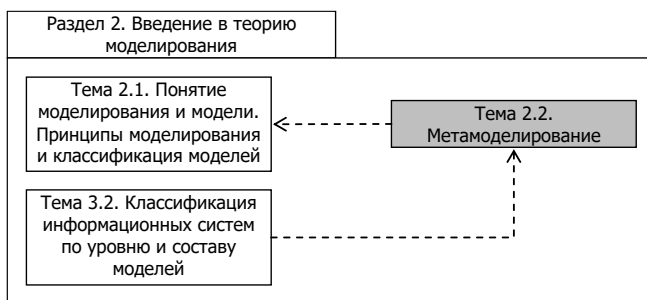 Раздел 2. Введение в теорию
моделирования
Тема 2.1. Понятие
моделирования и модели.
Принципы моделирования
и классификация моделей
Тема 2.2.
Метамоделирование
Тема 3.2. Классификация
информационных систем
по уровню и составу
моделей